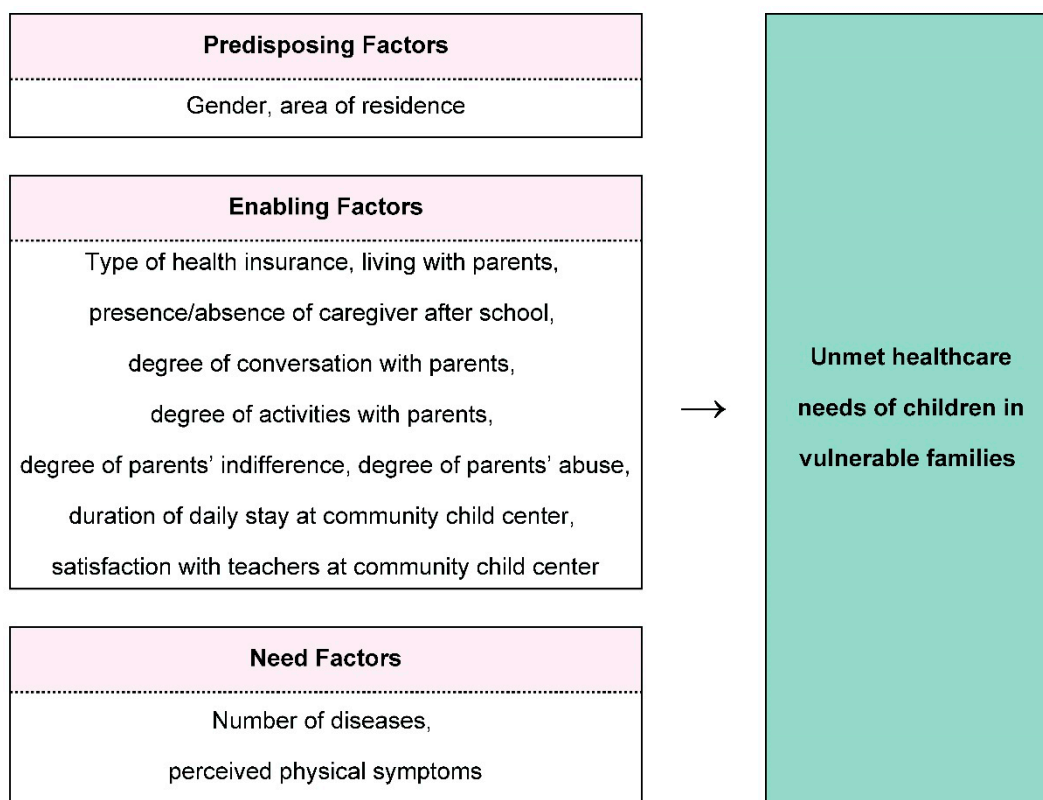 Predisposing Factors
Gender, area of residence
Enabling Factors
Type of health insurance, living with parents,
presence/absence of caregiver after school,
degree of conversation with parents,
degree of activities with parents,
degree of parents’ indifference, degree of parents’ abuse,
duration of daily stay at community child center,
satisfaction with teachers at community child center
Need Factors
Number of diseases,
perceived physical symptoms
→
Unmet healthcare
needs of children in
vulnerable families